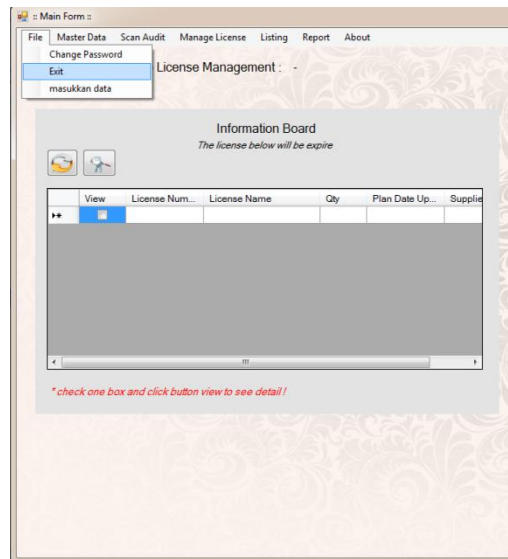 :: Main Form ::
File Master Data Scan Audit Manage License Listing Report About
Change Password
Exit
masukkan data
License Management : -
Information Board
The license below will be expire
View License Num... License Name Qty Plan Date Up... Supplie
* check one box and click button view to see detail !